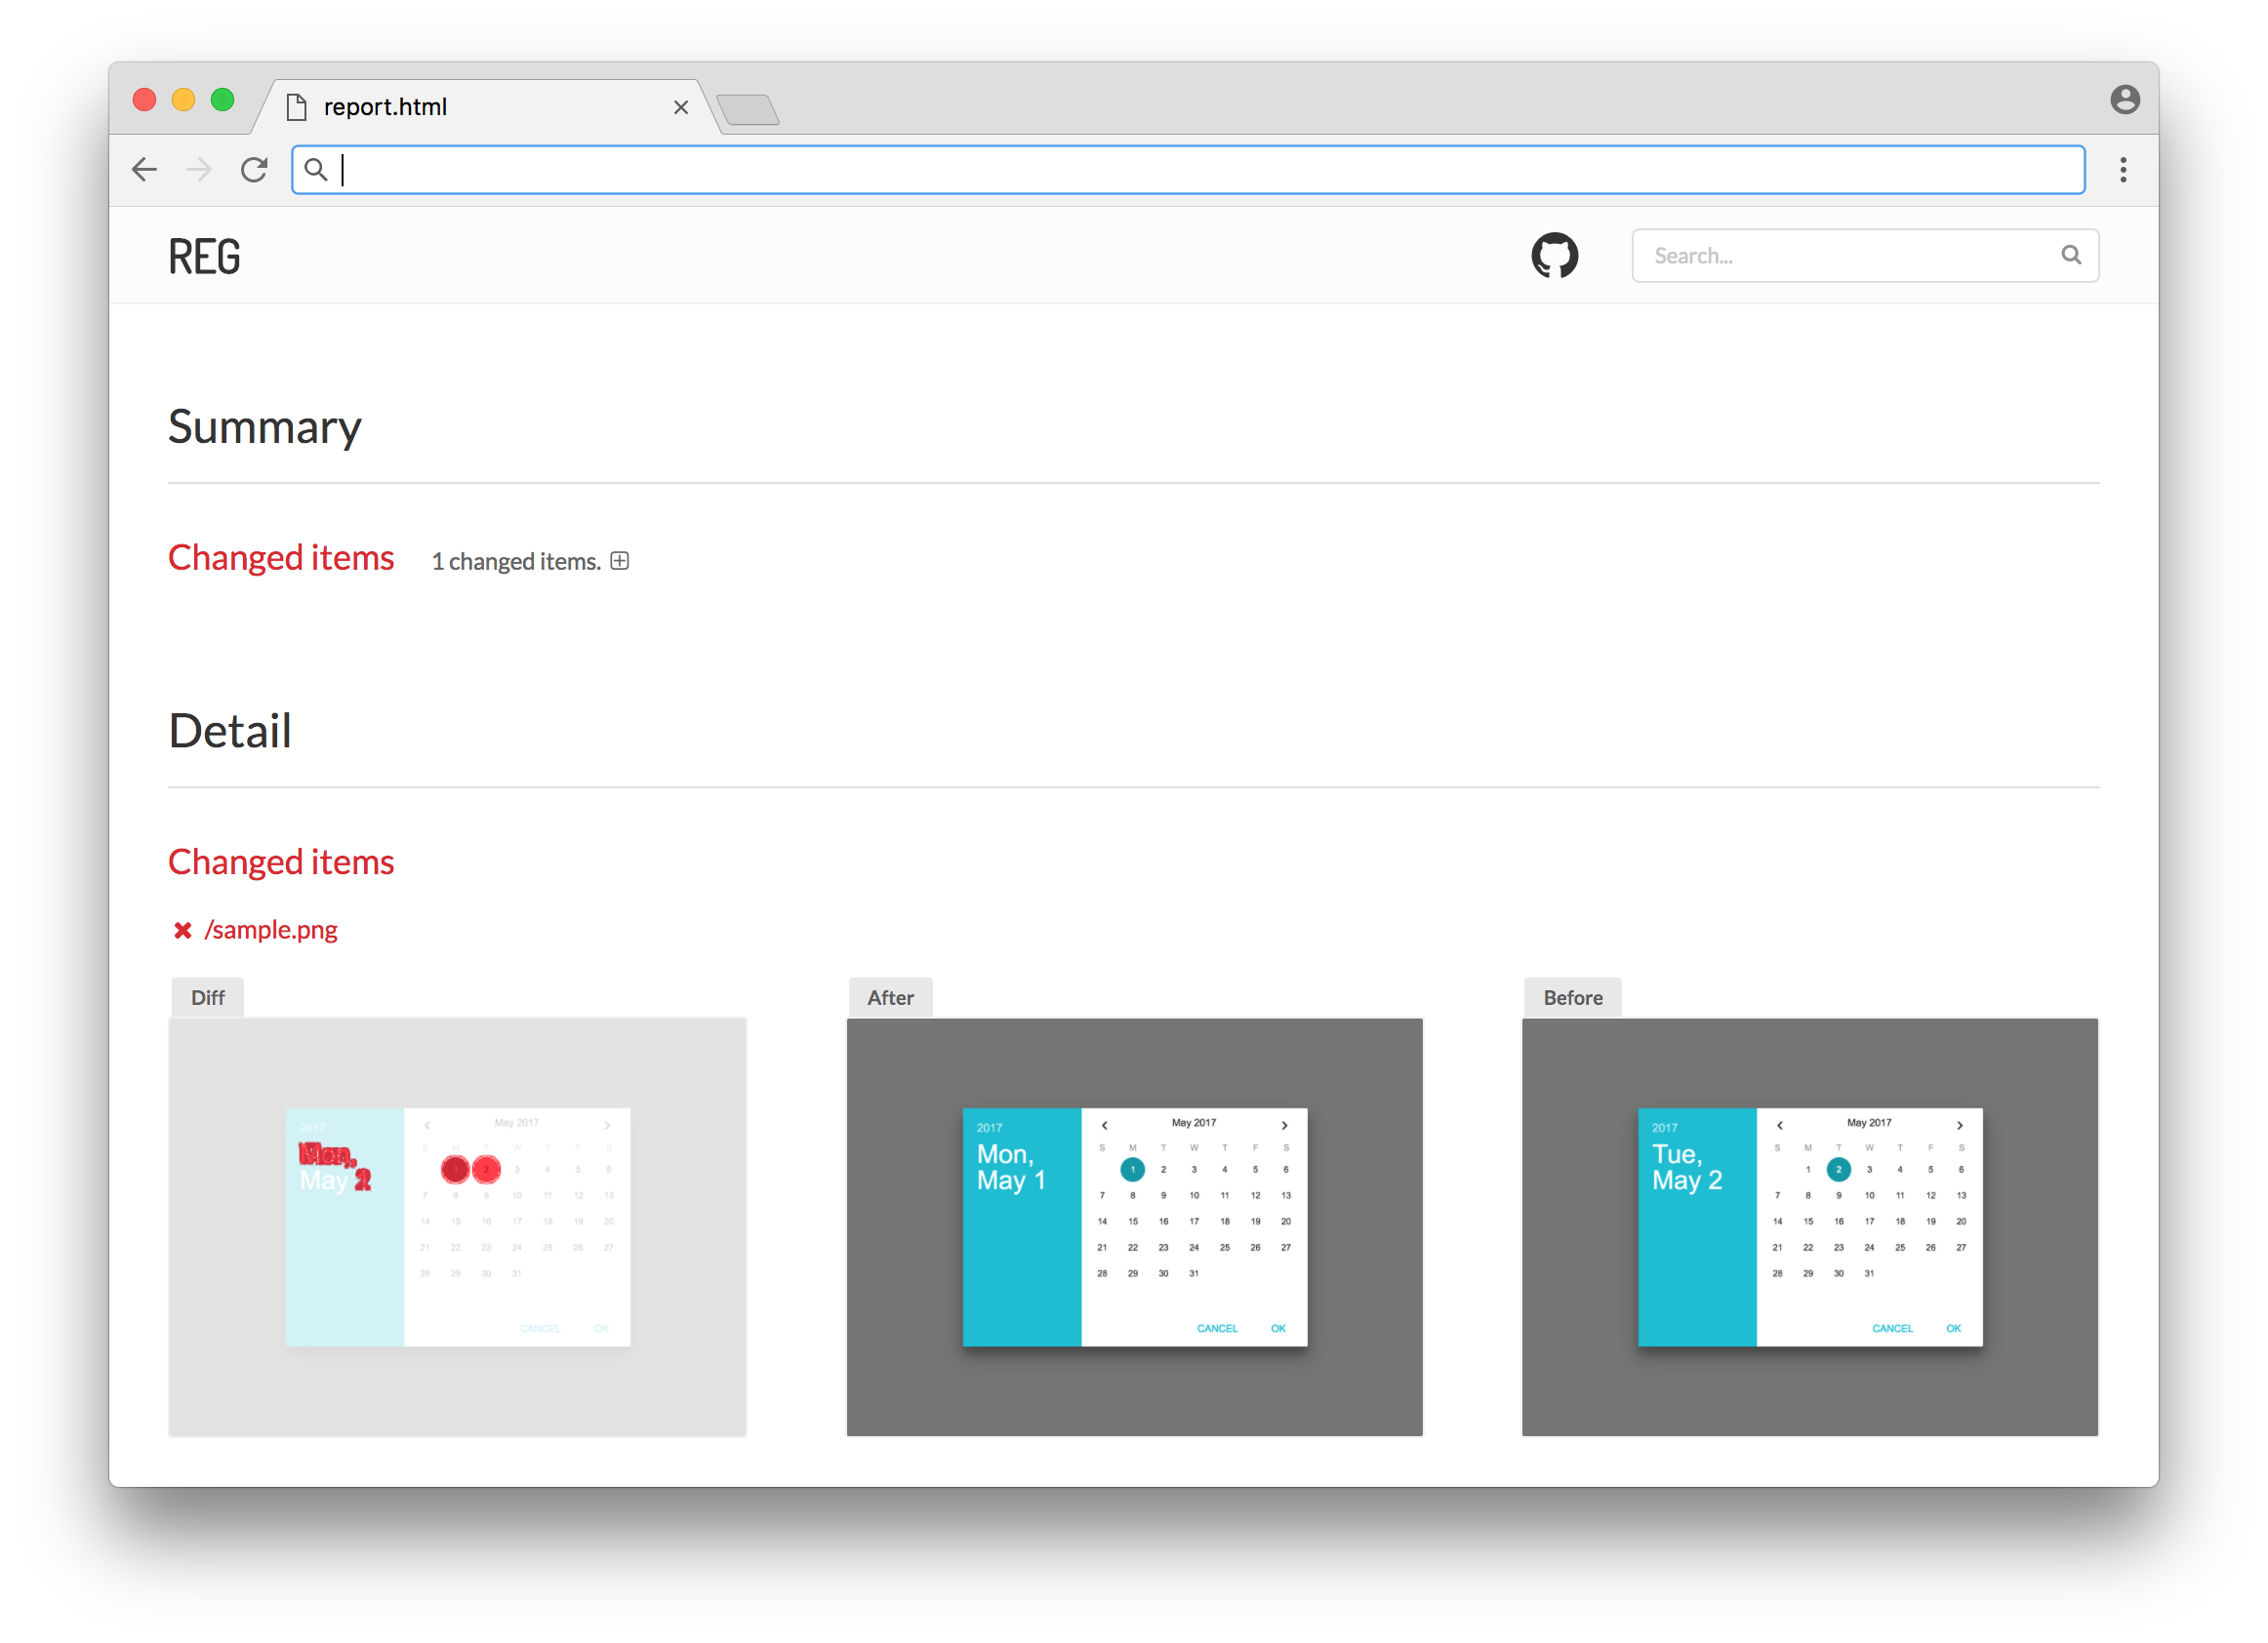 report.html
REG
Search...
Summary
Changed items
1 changed items.
Detail
Changed items
/sample.png
Diff
2017
May
May 2017
S M T W T F S
1 2 3 4 5 6
7 8 9 10 11 12 13
14 15 16 17 18 19 20
21 22 23 24 25 26 27
28 29 30 31
CANCEL OK
After
2017
Mon,
May 1
May 2017
S M T W T F S
1 2 3 4 5 6
7 8 9 10 11 12 13
14 15 16 17 18 19 20
21 22 23 24 25 26 27
28 29 30 31
CANCEL OK
Before
2017
Tue,
May 2
May 2017
S M T W T F S
1 2 3 4 5 6
7 8 9 10 11 12 13
14 15 16 17 18 19 20
21 22 23 24 25 26 27
28 29 30 31
CANCEL OK